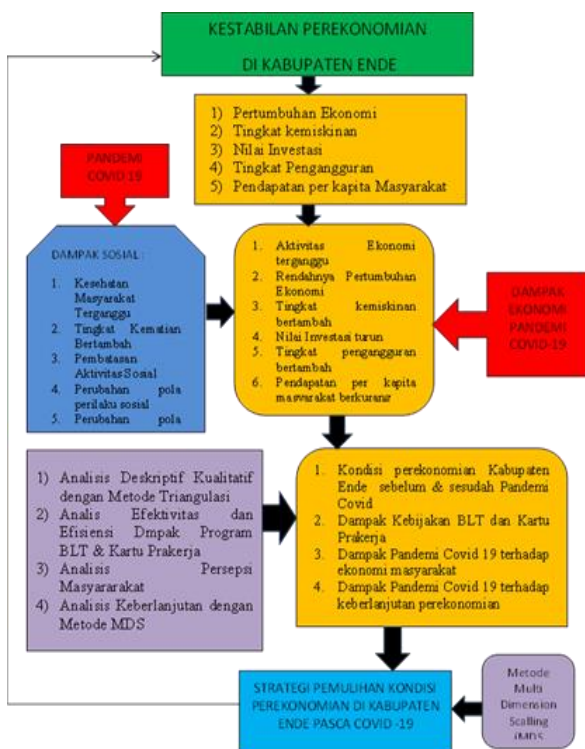 KESTABILAN PEREKONOMIAN
DI KABUPATEN ENDE
1) Pertumbuhan Ekonomi
2) Tingkat kemiskinan
3) Nilai Investasi
4) Tingkat Pengangguran
5) Pendapatan per kapita Masyarakat
PANDEMI
COVID 19
DAMPAK SOSIAL :
1. Kesehatan
Masyarakat
Terganggu
2. Tingkat Kematian
Bertambah
3. Pembatasan
Aktivitas Sosial
4. Perubahan pola
perilaku sosial
5. Perubahan pola
1. Aktivitas Ekonomi
terganggu
2. Rendahnya Pertumbuhan
Ekonomi
3. Tingkat kemiskinan
bertambah
4. Nilai Investasi turun
5. Tingkat pengangguran
bertambah
6. Pendapatan per kapita
masyarakat berkurang
DAMPAK
EKONOMI
PANDEMI
COVID-19
1) Analisis Deskriptif Kualitatif
dengan Metode Triangulasi
2) Analis Efektivitas dan
Efisiensi Dmpak Program
BLT & Kartu Prakerja
3) Analisis Persepsi
Masyararakat
4) Analisis Keberlanjutan dengan
Metode MDS
1. Kondisi perekonomian Kabupaten
Ende sebelum & sesudah Pandemi
Covid
2. Dampak Kebijakan BLT dan Kartu
Prakerja
3. Dampak Pandemi Covid 19 terhadap
ekonomi masyarakat
4. Dampak Pandemi Covid 19 terhadap
keberlanjutan perekonomian
STRATEGI PEMULIHAN KONDISI
PEREKONOMIAN DI KABUPATEN
ENDE PASCA COVID -19
Metode
Multi
Dimension
Scalling
(MDS